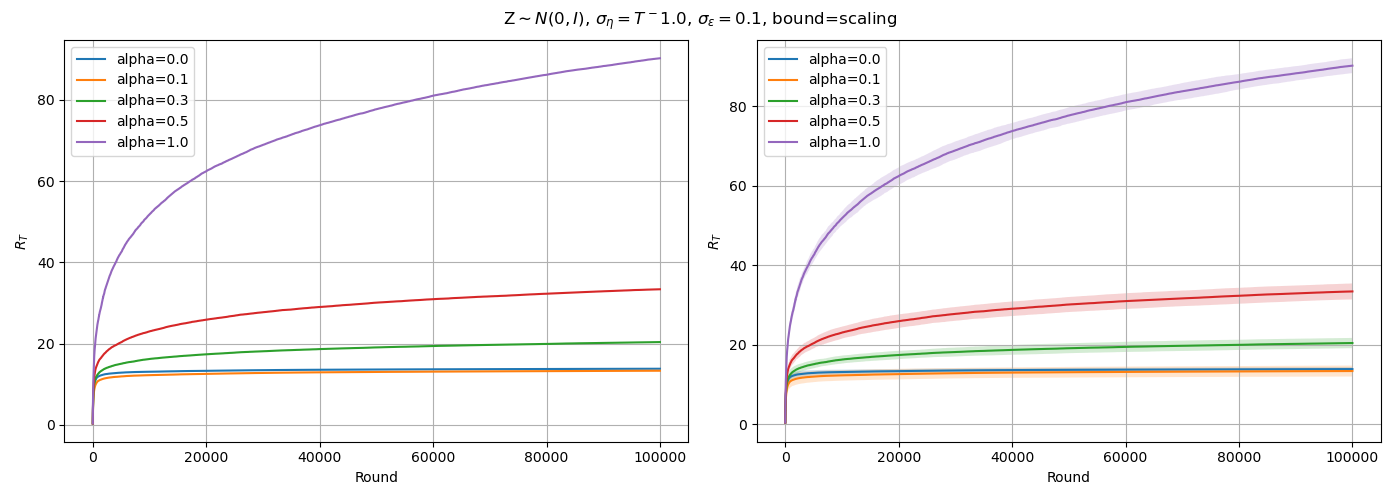 Z ~ N(0, I), σ_η = T⁻1.0, σ_ε = 0.1, bound=scaling
alpha=0.0
alpha=0.1
alpha=0.3
alpha=0.5
alpha=1.0
80
60
40
20
0
R_T
0 20000 40000 60000 80000 100000
Round
alpha=0.0
alpha=0.1
alpha=0.3
alpha=0.5
alpha=1.0
80
60
40
20
0
R_T
0 20000 40000 60000 80000 100000
Round